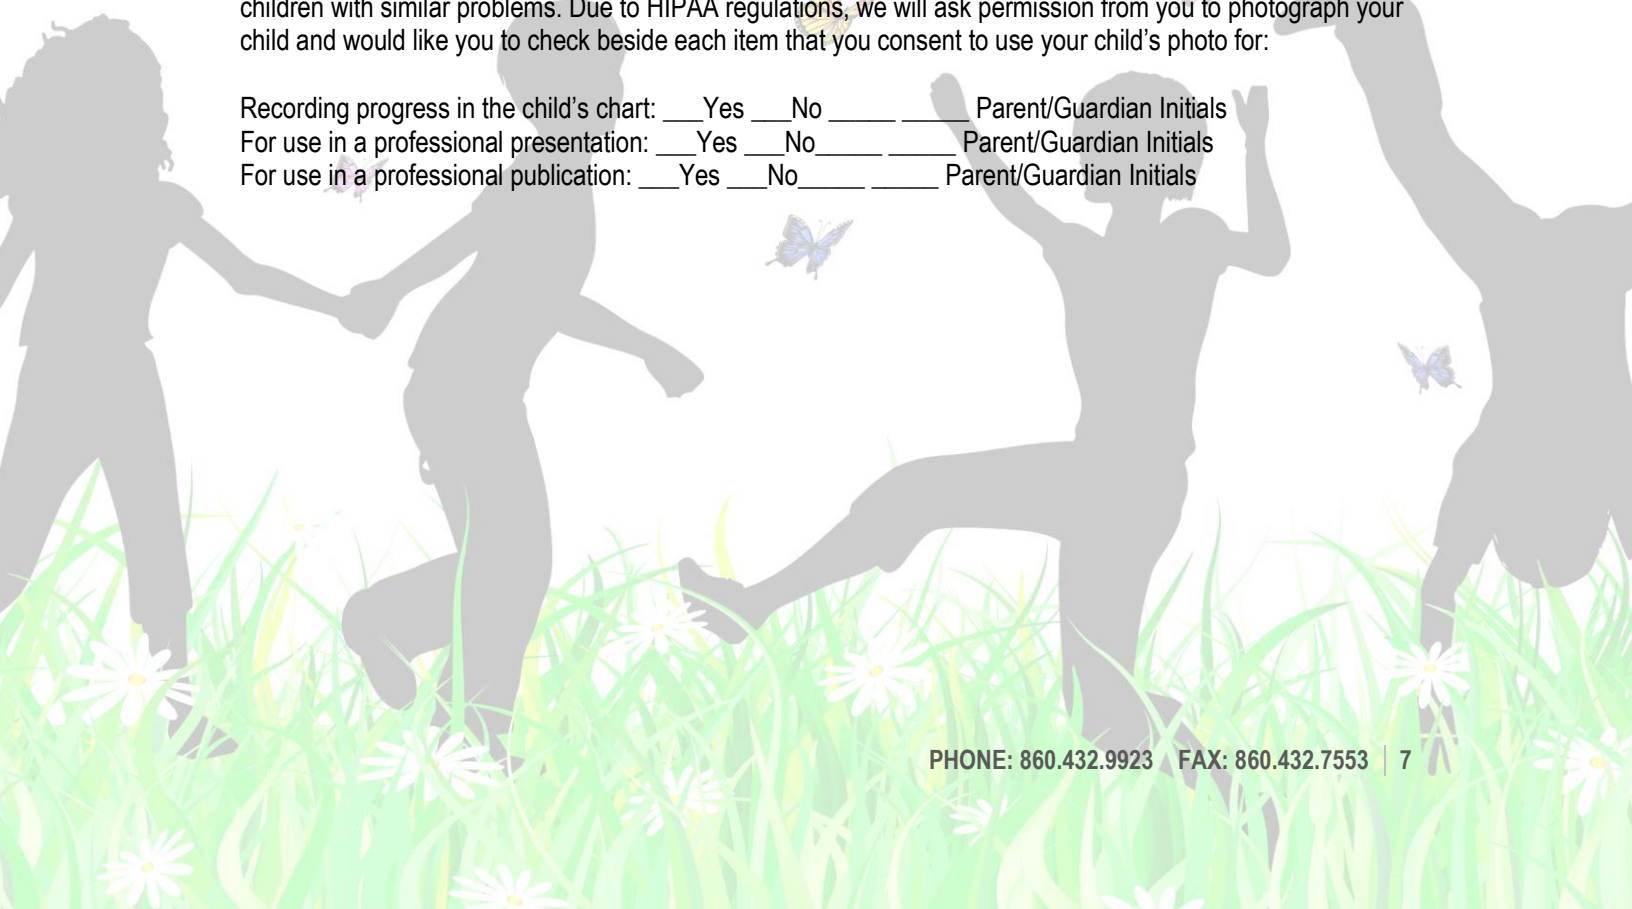 children with similar problems. Due to HIPAA regulations, we will ask permission from you to photograph your
child and would like you to check beside each item that you consent to use your child’s photo for:
Recording progress in the child’s chart: ___Yes ___No _____ _____ Parent/Guardian Initials
For use in a professional presentation: ___Yes ___No_____ _____ Parent/Guardian Initials
For use in a professional publication: ___Yes ___No_____ _____ Parent/Guardian Initials
PHONE: 860.432.9923 FAX: 860.432.7553 | 7